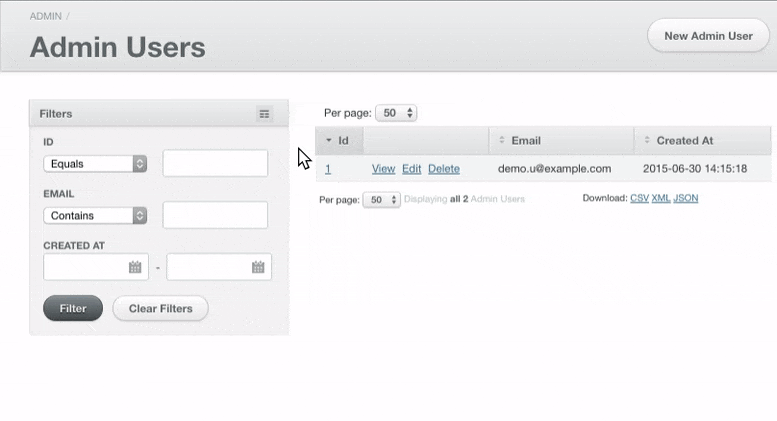 ADMIN /
Admin Users
New Admin User
Filters
ID
Equals
EMAIL
Contains
CREATED AT
-
Filter Clear Filters
Per page: 50
Id Email Created At
1 View Edit Delete demo.u@example.com 2015-06-30 14:15:18
Per page: 50 Displaying all 2 Admin Users Download: CSV XML JSON